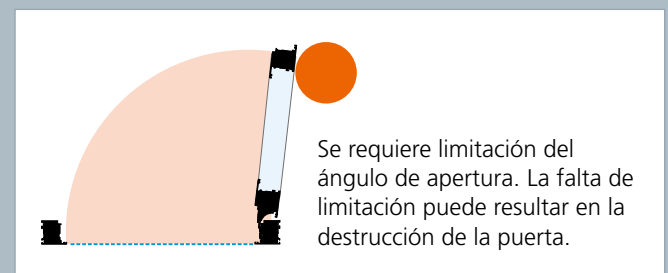 Se requiere limitación del
ángulo de apertura. La falta de
limitación puede resultar en la
destrucción de la puerta.